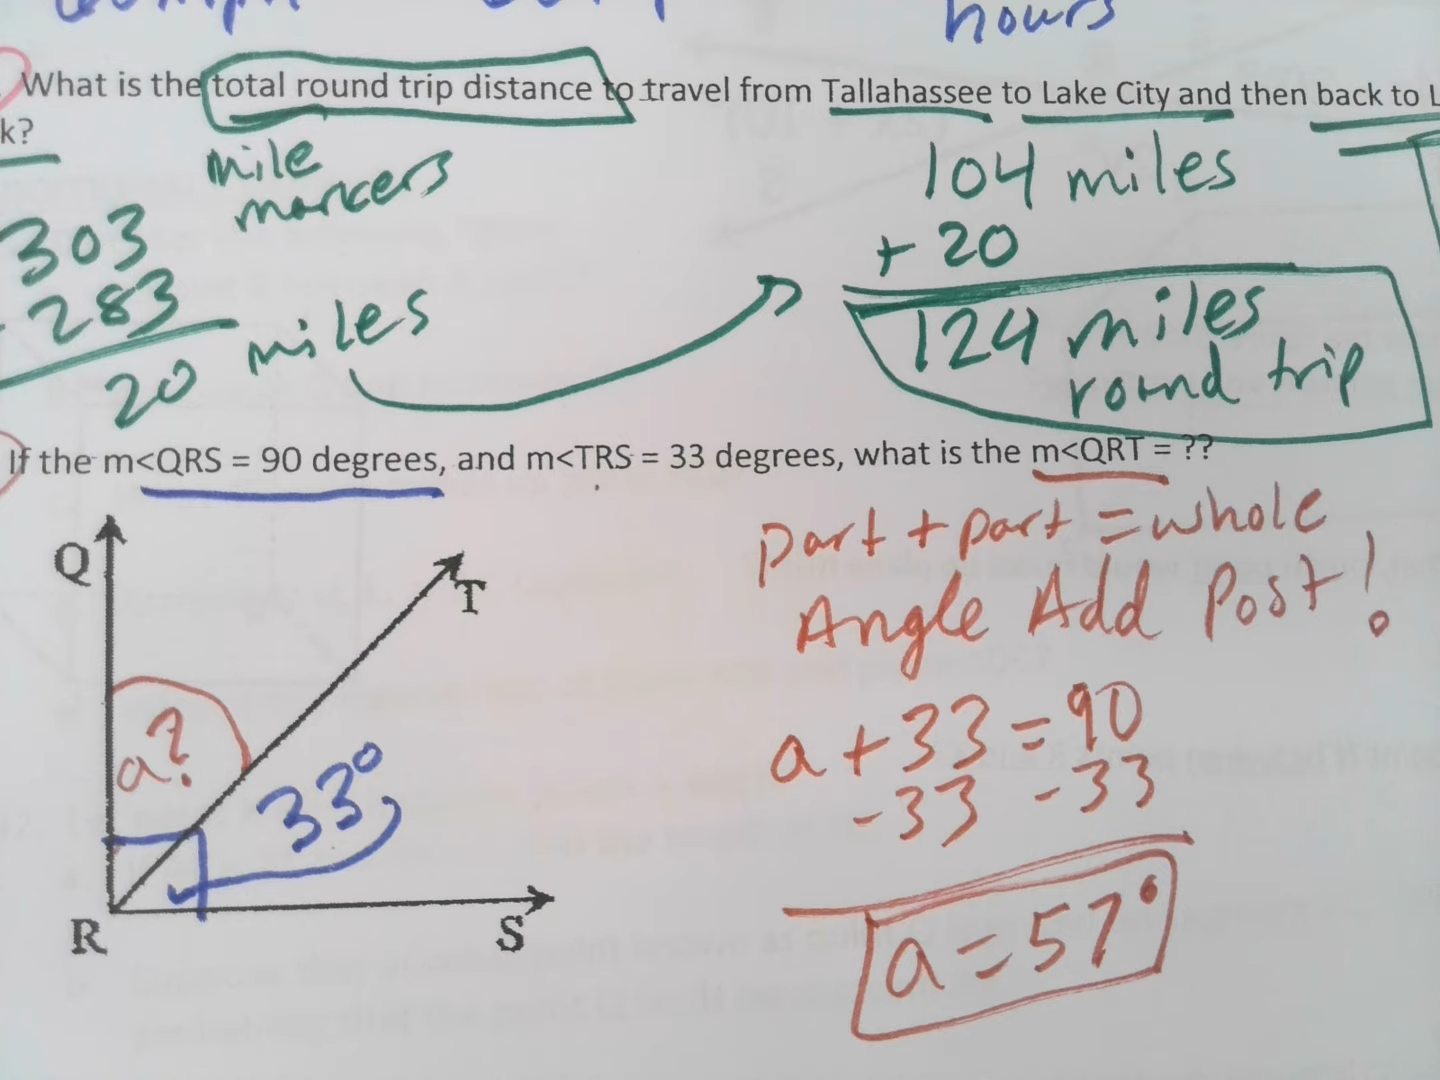 hours
What is the total round trip distance to travel from Tallahassee to Lake City and then back to L
k?
mile
markers
303
- 283
20 miles
104 miles
+ 20
124 miles
round trip
If the m<QRS = 90 degrees, and m<TRS = 33 degrees, what is the m<QRT = ??
Q
T
a?
33°
R
S
part + part = whole
Angle Add Post!
a + 33 = 90
-33 -33
a = 57°